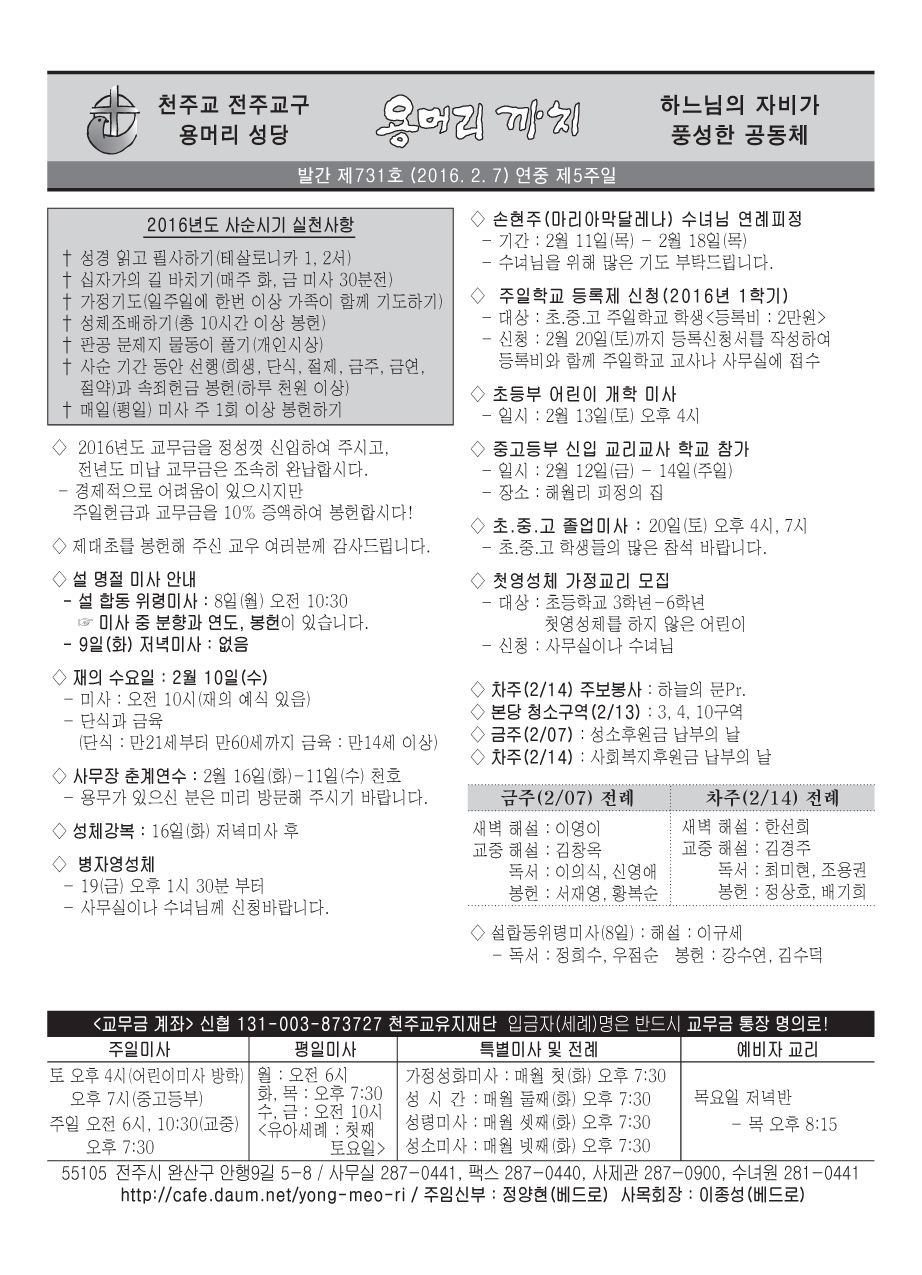 천주교 전주교구
용머리 성당
용머리 까치
하느님의 자비가
풍성한 공동체
발간 제731호 (2016. 2. 7) 연중 제5주일
2016년도 사순시기 실천사항
† 성경 읽고 필사하기(테살로니카 1, 2서)
† 십자가의 길 바치기(매주 화, 금 미사 30분전)
† 가정기도(일주일에 한번 이상 가족이 함께 기도하기)
† 성체조배하기(총 10시간 이상 봉헌)
† 관공 문제지 물동이 풀기(개인시상)
† 사순 기간 동안 선행(희생, 단식, 절제, 금주, 금연,
절약)과 속죄헌금 봉헌(하루 천원 이상)
† 매일(평일) 미사 주 1회 이상 봉헌하기
◇ 2016년도 교무금을 정성껏 신입하여 주시고,
전년도 미납 교무금은 조속히 완납합시다.
- 경제적으로 어려움이 있으시지만
주일헌금과 교무금을 10% 증액하여 봉헌합시다!
◇ 제대초를 봉헌해 주신 교우 여러분께 감사드립니다.
◇ 설 명절 미사 안내
- 설 합동 위령미사 : 8일(월) 오전 10:30
☞ 미사 중 분향과 연도, 봉헌이 있습니다.
- 9일(화) 저녁미사 : 없음
◇ 재의 수요일 : 2월 10일(수)
- 미사 : 오전 10시(재의 예식 있음)
- 단식과 금육
(단식 : 만21세부터 만60세까지 금육 : 만14세 이상)
◇ 사무장 춘계연수 : 2월 16일(화)-11일(수) 천호
- 용무가 있으신 분은 미리 방문해 주시기 바랍니다.
◇ 성체강복 : 16일(화) 저녁미사 후
◇ 병자영성체
- 19(금) 오후 1시 30분 부터
- 사무실이나 수녀님께 신청바랍니다.
◇ 손현주(마리아막달레나) 수녀님 연례피정
- 기간 : 2월 11일(목) - 2월 18일(목)
- 수녀님을 위해 많은 기도 부탁드립니다.
◇ 주일학교 등록제 신청(2016년 1학기)
- 대상 : 초.중.고 주일학교 학생<등록비 : 2만원>
- 신청 : 2월 20일(토)까지 등록신청서를 작성하여
등록비와 함께 주일학교 교사나 사무실에 접수
◇ 초등부 어린이 개학 미사
- 일시 : 2월 13일(토) 오후 4시
◇ 중고등부 신입 교리교사 학교 참가
- 일시 : 2월 12일(금) - 14일(주일)
- 장소 : 해월리 피정의 집
◇ 초.중.고 졸업미사 : 20일(토) 오후 4시, 7시
- 초.중.고 학생들의 많은 참석 바랍니다.
◇ 첫영성체 가정교리 모집
- 대상 : 초등학교 3학년-6학년
첫영성체를 하지 않은 어린이
- 신청 : 사무실이나 수녀님
◇ 차주(2/14) 주보봉사 : 하늘의 문Pr.
◇ 본당 청소구역(2/13) : 3, 4, 10구역
◇ 금주(2/07) : 성소후원금 납부의 날
◇ 차주(2/14) : 사회복지후원금 납부의 날
금주(2/07) 전례
새벽 해설 : 이영이
교중 해설 : 김창옥
독서 : 이의식, 신영애
봉헌 : 서재영, 황복순
차주(2/14) 전례
새벽 해설 : 한선희
교중 해설 : 김경주
독서 : 최미현, 조용권
봉헌 : 정상호, 배기희
◇ 설합동위령미사(8일) : 해설 : 이규세
- 독서 : 정희수, 우점순 봉헌 : 강수연, 김수덕
<교무금 계좌> 신협 131-003-873727 천주교유지재단 입금자(세례)명은 반드시 교무금 통장 명의로!
주일미사
토 오후 4시(어린이미사 방학)
오후 7시(중고등부)
주일 오전 6시, 10:30(교중)
오후 7:30
평일미사
월 : 오전 6시
화, 목 : 오후 7:30
수, 금 : 오전 10시
<유아세례 : 첫째
토요일>
특별미사 및 전례
가정성화미사 : 매월 첫(화) 오후 7:30
성 시 간 : 매월 둘째(화) 오후 7:30
성령미사 : 매월 셋째(화) 오후 7:30
성소미사 : 매월 넷째(화) 오후 7:30
예비자 교리
목요일 저녁반
- 목 오후 8:15
55105 전주시 완산구 안행9길 5-8 / 사무실 287-0441, 팩스 287-0440, 사제관 287-0900, 수녀원 281-0441
http://cafe.daum.net/yong-meo-ri / 주임신부 : 정양현(베드로) 사목회장 : 이종성(베드로)